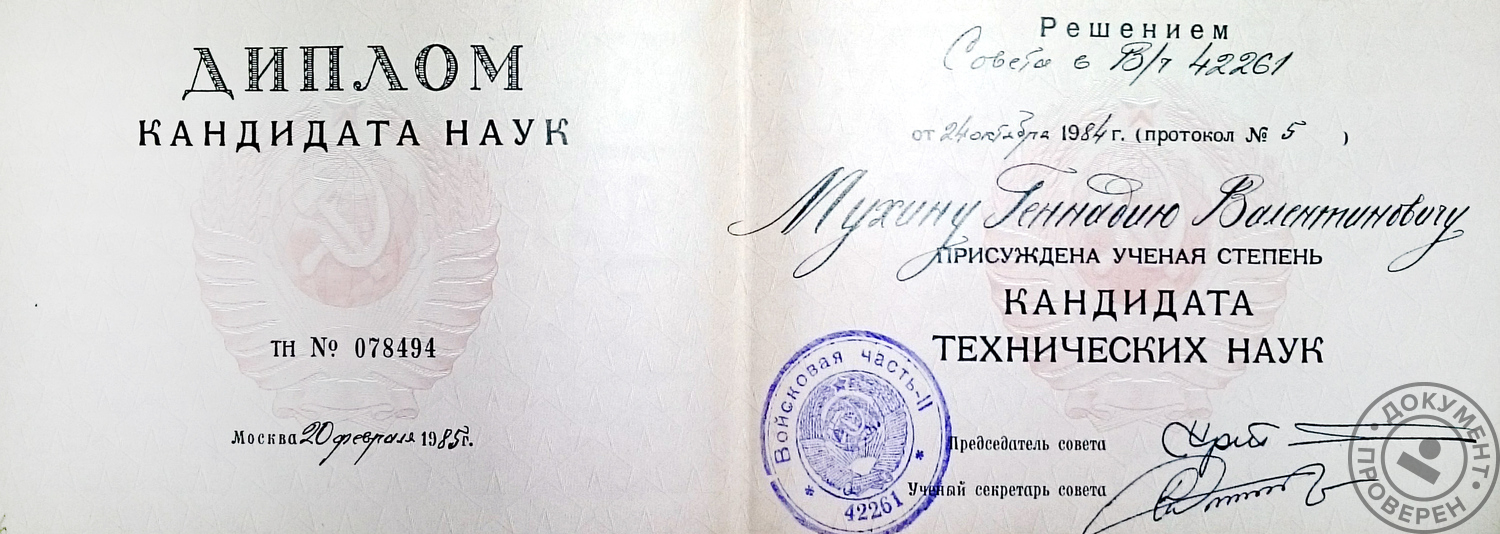 ДИПЛОМ
КАНДИДАТА НАУК
ТН № 078494
Москва 20 февраля 1985г.
Решением
Совета в В/ч 42261
от 24 октября 1984 г. (протокол № 5 )
Мухину Геннадию Валентиновичу
ПРИСУЖДЕНА УЧЕНАЯ СТЕПЕНЬ
КАНДИДАТА
ТЕХНИЧЕСКИХ НАУК
Войсковая часть-II
* 42261 *
Председатель совета
Ученый секретарь совета
ДОКУМЕНТ • ПРОВЕРЕН •